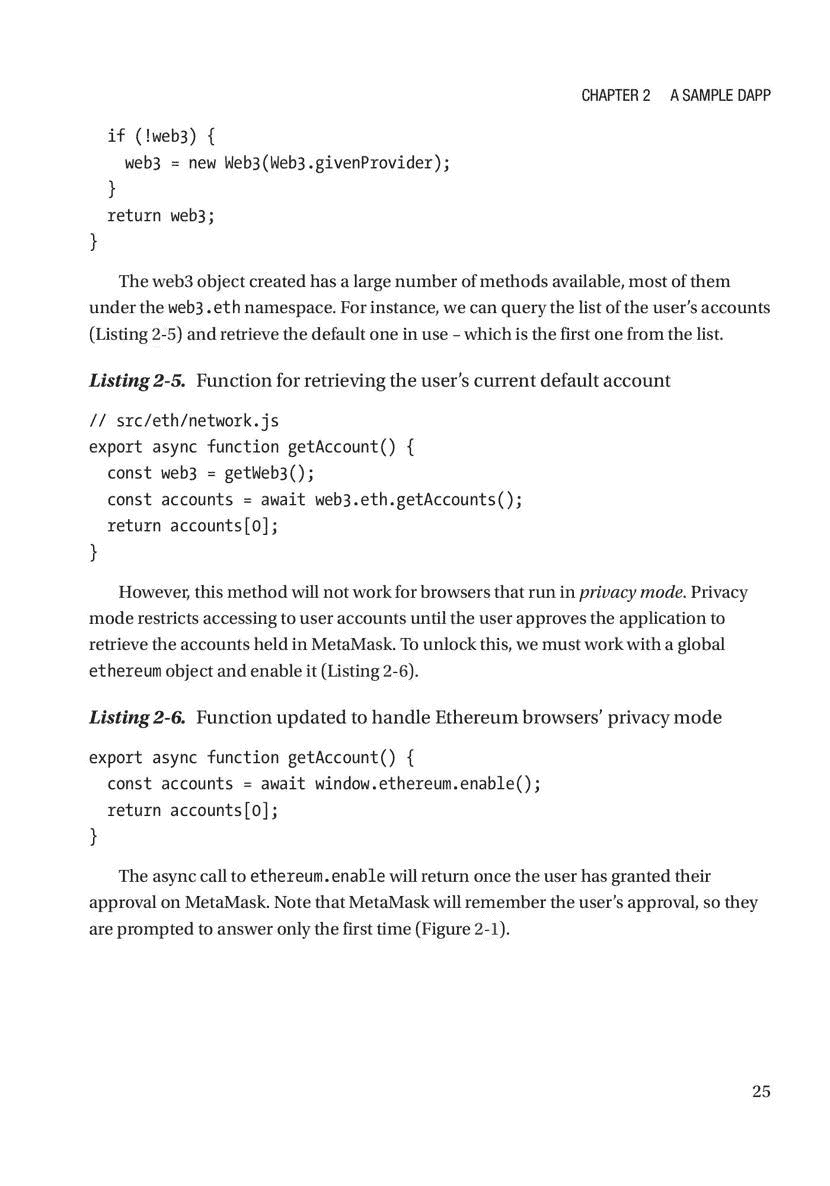 CHAPTER 2 A SAMPLE DAPP
if (!web3) {
web3 = new Web3(Web3.givenProvider);
}
return web3;
}
The web3 object created has a large number of methods available, most of them
under the web3.eth namespace. For instance, we can query the list of the user’s accounts
(Listing 2-5) and retrieve the default one in use – which is the first one from the list.
Listing 2-5. Function for retrieving the user’s current default account
// src/eth/network.js
export async function getAccount() {
const web3 = getWeb3();
const accounts = await web3.eth.getAccounts();
return accounts[0];
}
However, this method will not work for browsers that run in privacy mode. Privacy
mode restricts accessing to user accounts until the user approves the application to
retrieve the accounts held in MetaMask. To unlock this, we must work with a global
ethereum object and enable it (Listing 2-6).
Listing 2-6. Function updated to handle Ethereum browsers’ privacy mode
export async function getAccount() {
const accounts = await window.ethereum.enable();
return accounts[0];
}
The async call to ethereum.enable will return once the user has granted their
approval on MetaMask. Note that MetaMask will remember the user’s approval, so they
are prompted to answer only the first time (Figure 2-1).
25